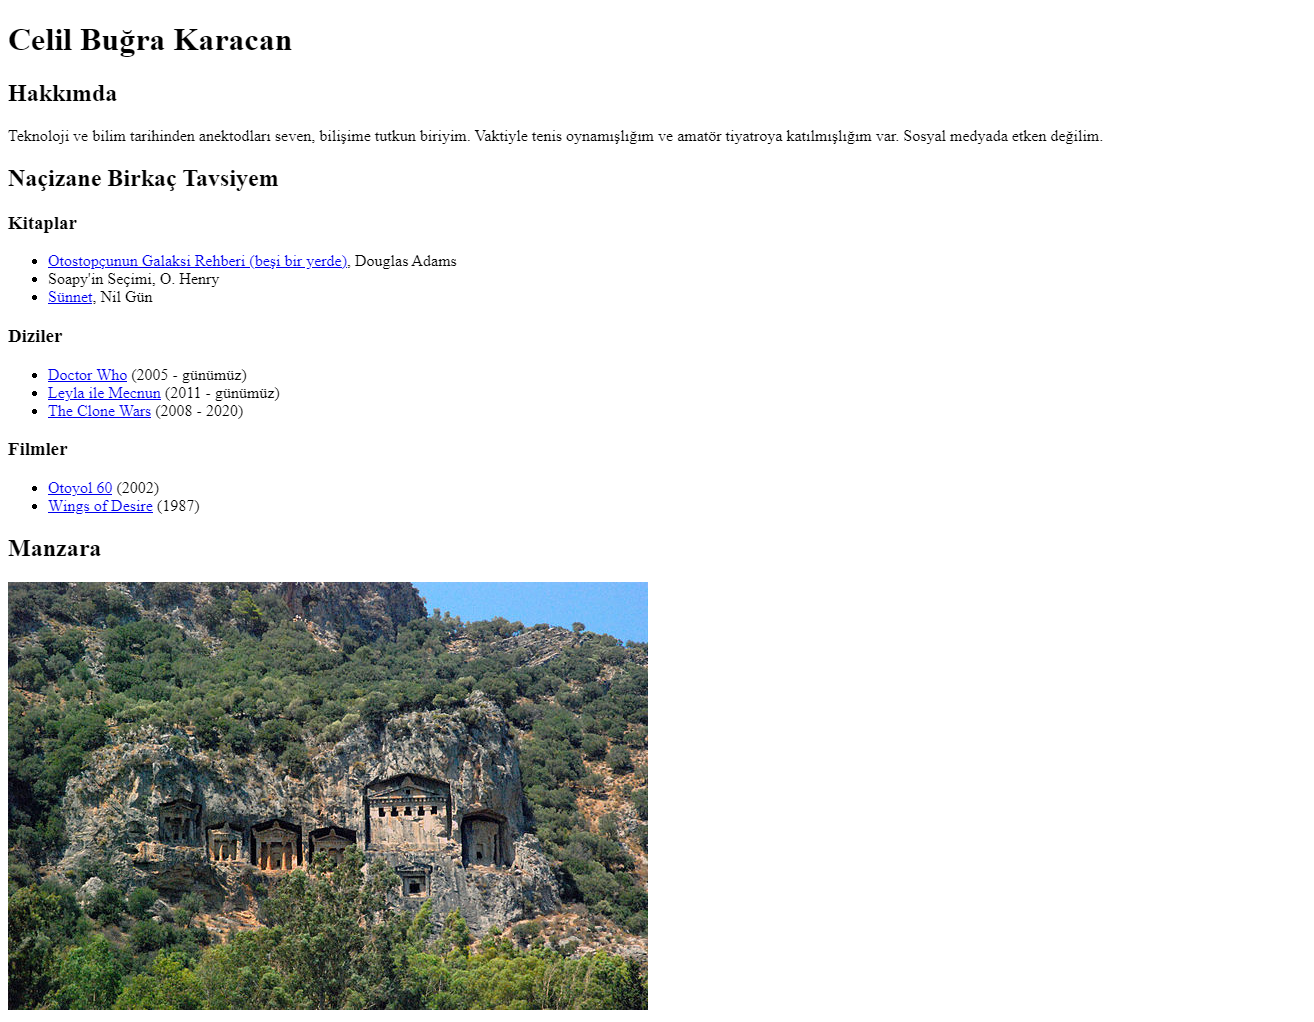 Celil Buğra Karacan
Hakkımda
Teknoloji ve bilim tarihinden anektodları seven, bilişime tutkun biriyim. Vaktiyle tenis oynamışlığım ve amatör tiyatroya katılmışlığım var. Sosyal medyada etken değilim.
Naçizane Birkaç Tavsiyem
Kitaplar
Otostopçunun Galaksi Rehberi (beşi bir yerde), Douglas Adams
Soapy'in Seçimi, O. Henry
Sünnet, Nil Gün
Diziler
Doctor Who (2005 - günümüz)
Leyla ile Mecnun (2011 - günümüz)
The Clone Wars (2008 - 2020)
Filmler
Otoyol 60 (2002)
Wings of Desire (1987)
Manzara